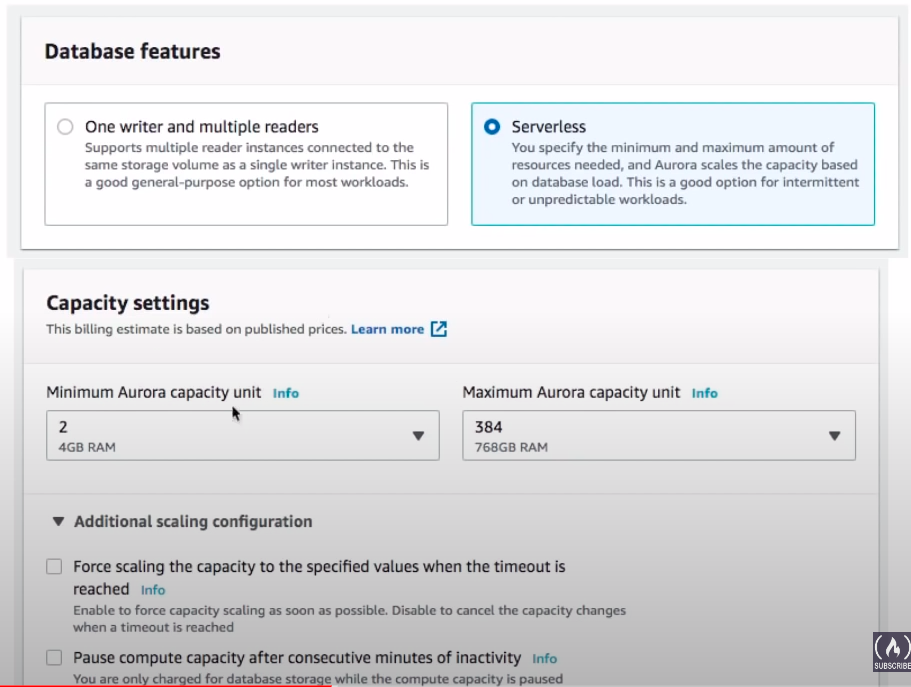 Database features
One writer and multiple readers
Supports multiple reader instances connected to the
same storage volume as a single writer instance. This is
a good general-purpose option for most workloads.
Serverless
You specify the minimum and maximum amount of
resources needed, and Aurora scales the capacity based
on database load. This is a good option for intermittent
or unpredictable workloads.
Capacity settings
This billing estimate is based on published prices. Learn more
Minimum Aurora capacity unit Info
2
4GB RAM
Maximum Aurora capacity unit Info
384
768GB RAM
Additional scaling configuration
Force scaling the capacity to the specified values when the timeout is
reached Info
Enable to force capacity scaling as soon as possible. Disable to cancel the capacity changes
when a timeout is reached
Pause compute capacity after consecutive minutes of inactivity Info
You are only charged for database storage while the compute capacity is paused
SUBSCRIBE